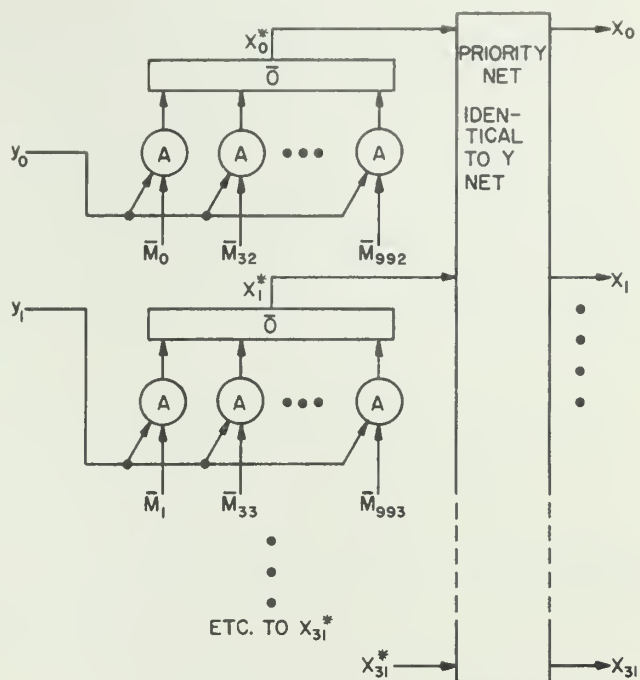 X₀*
X₀
PRIORITY
NET
IDEN-
TICAL
TO Y
NET
Ō
y₀
A A ••• A
M̄₀ M̄₃₂ M̄₉₉₂
X₁*
X₁
y₁
Ō
A A ••• A
M̄₁ M̄₃₃ M̄₉₉₃
ETC. TO X₃₁*
X₃₁*
X₃₁